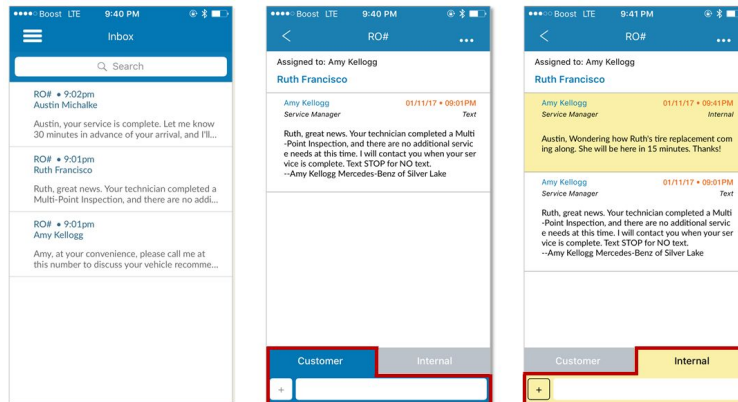 Boost LTE 9:40 PM
Inbox
Search
RO# • 9:02pm
Austin Michalke
Austin, your service is complete. Let me know
30 minutes in advance of your arrival, and I'll...
RO# • 9:01pm
Ruth Francisco
Ruth, great news. Your technician completed a
Multi-Point Inspection, and there are no addi...
RO# • 9:01pm
Amy Kellogg
Amy, at your convenience, please call me at
this number to discuss your vehicle recomme...
Boost LTE 9:40 PM
< RO# •••
Assigned to: Amy Kellogg
Ruth Francisco
Amy Kellogg 01/11/17 • 09:01PM
Service Manager Text
Ruth, great news. Your technician completed a Multi
-Point Inspection, and there are no additional servic
e needs at this time. I will contact you when your ser
vice is complete. Text STOP for NO text.
--Amy Kellogg Mercedes-Benz of Silver Lake
Customer Internal
+
Boost LTE 9:41 PM
< RO# •••
Assigned to: Amy Kellogg
Ruth Francisco
Amy Kellogg 01/11/17 • 09:41PM
Service Manager Internal
Austin, Wondering how Ruth's tire replacement com
ing along. She will be here in 15 minutes. Thanks!
Amy Kellogg 01/11/17 • 09:01PM
Service Manager Text
Ruth, great news. Your technician completed a Multi
-Point Inspection, and there are no additional servic
e needs at this time. I will contact you when your ser
vice is complete. Text STOP for NO text.
--Amy Kellogg Mercedes-Benz of Silver Lake
Customer Internal
+